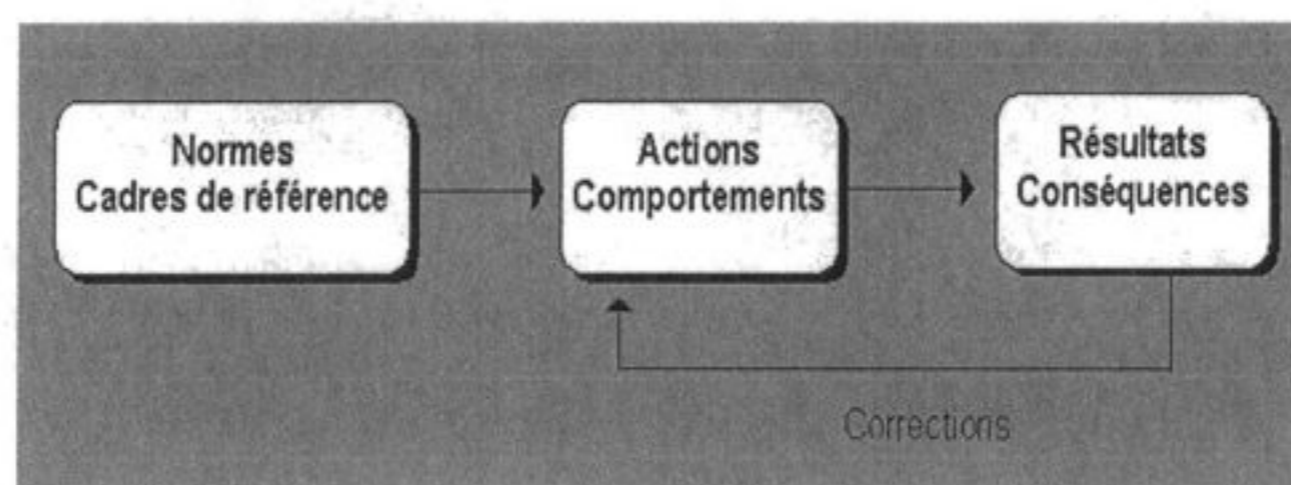 Normes
Cadres de référence
Actions
Comportements
Résultats
Conséquences
Corrections